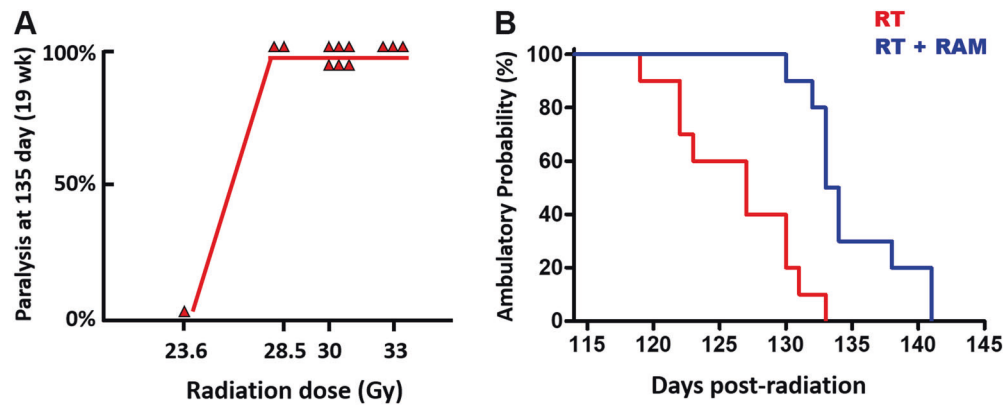 A
Paralysis at 135 day (19 wk)
100%
50%
0%
23.6 28.5 30 33
Radiation dose (Gy)
B
RT
RT + RAM
Ambulatory Probability (%)
100
80
60
40
20
0
115 120 125 130 135 140 145
Days post-radiation